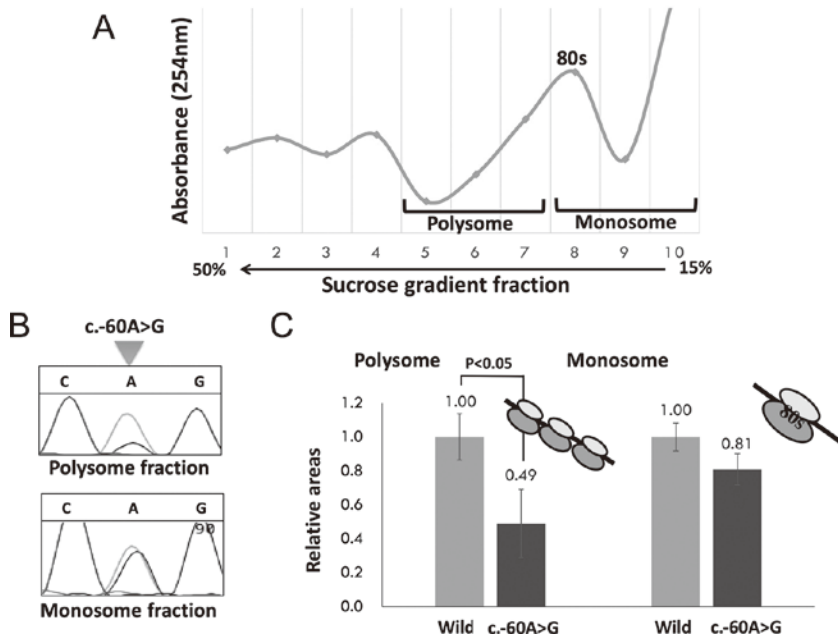 A
Absorbance (254nm)
80s
Polysome
Monosome
1 2 3 4 5 6 7 8 9 10
50%
15%
Sucrose gradient fraction
B
c.-60A>G
C A G
Polysome fraction
C A G
90
Monosome fraction
C
Polysome
P<0.05
Monosome
Relative areas
1.2
1.0
0.8
0.6
0.4
0.2
0.0
1.00
0.49
1.00
0.81
80s
Wild c.-60A>G
Wild c.-60A>G